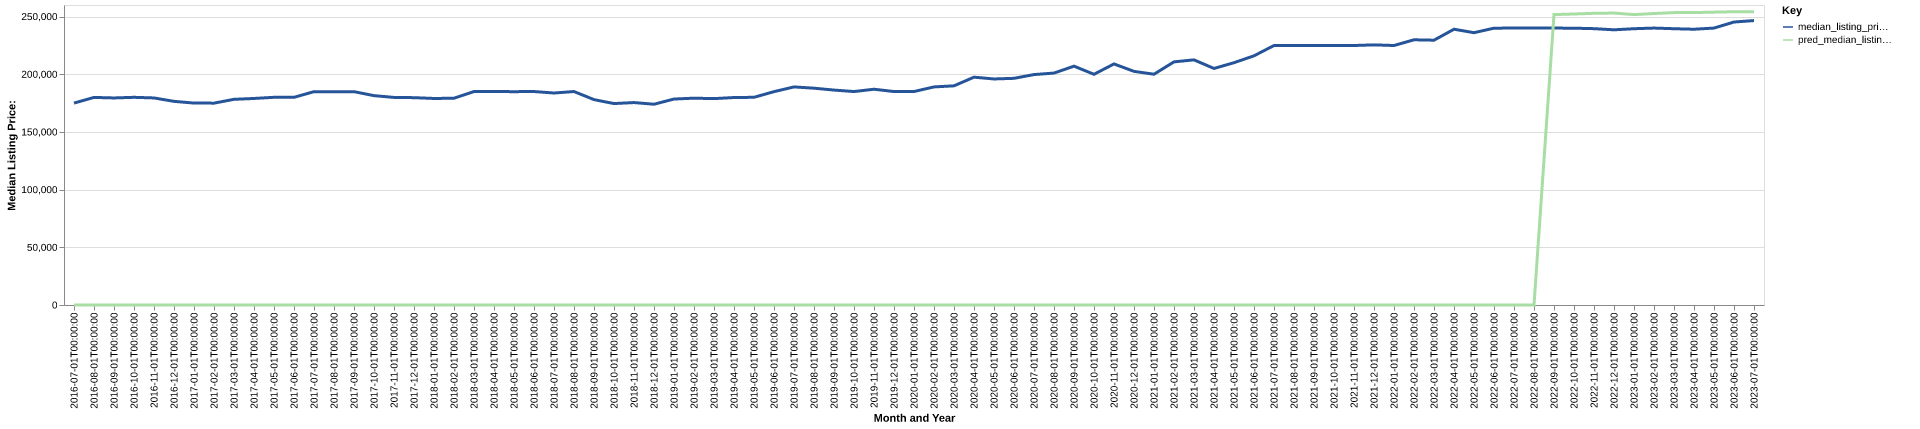 Median Listing Price:
250,000
200,000
150,000
100,000
50,000
0
2016-07-01T00:00:00
2016-08-01T00:00:00
2016-09-01T00:00:00
2016-10-01T00:00:00
2016-11-01T00:00:00
2016-12-01T00:00:00
2017-01-01T00:00:00
2017-02-01T00:00:00
2017-03-01T00:00:00
2017-04-01T00:00:00
2017-05-01T00:00:00
2017-06-01T00:00:00
2017-07-01T00:00:00
2017-08-01T00:00:00
2017-09-01T00:00:00
2017-10-01T00:00:00
2017-11-01T00:00:00
2017-12-01T00:00:00
2018-01-01T00:00:00
2018-02-01T00:00:00
2018-03-01T00:00:00
2018-04-01T00:00:00
2018-05-01T00:00:00
2018-06-01T00:00:00
2018-07-01T00:00:00
2018-08-01T00:00:00
2018-09-01T00:00:00
2018-10-01T00:00:00
2018-11-01T00:00:00
2018-12-01T00:00:00
2019-01-01T00:00:00
2019-02-01T00:00:00
2019-03-01T00:00:00
2019-04-01T00:00:00
2019-05-01T00:00:00
2019-06-01T00:00:00
2019-07-01T00:00:00
2019-08-01T00:00:00
2019-09-01T00:00:00
2019-10-01T00:00:00
2019-11-01T00:00:00
2019-12-01T00:00:00
2020-01-01T00:00:00
2020-02-01T00:00:00
2020-03-01T00:00:00
2020-04-01T00:00:00
2020-05-01T00:00:00
2020-06-01T00:00:00
2020-07-01T00:00:00
2020-08-01T00:00:00
2020-09-01T00:00:00
2020-10-01T00:00:00
2020-11-01T00:00:00
2020-12-01T00:00:00
2021-01-01T00:00:00
2021-02-01T00:00:00
2021-03-01T00:00:00
2021-04-01T00:00:00
2021-05-01T00:00:00
2021-06-01T00:00:00
2021-07-01T00:00:00
2021-08-01T00:00:00
2021-09-01T00:00:00
2021-10-01T00:00:00
2021-11-01T00:00:00
2021-12-01T00:00:00
2022-01-01T00:00:00
2022-02-01T00:00:00
2022-03-01T00:00:00
2022-04-01T00:00:00
2022-05-01T00:00:00
2022-06-01T00:00:00
2022-07-01T00:00:00
2022-08-01T00:00:00
2022-09-01T00:00:00
2022-10-01T00:00:00
2022-11-01T00:00:00
2022-12-01T00:00:00
2023-01-01T00:00:00
2023-02-01T00:00:00
2023-03-01T00:00:00
2023-04-01T00:00:00
2023-05-01T00:00:00
2023-06-01T00:00:00
2023-07-01T00:00:00
Month and Year
Key
median_listing_pri…
pred_median_listin…